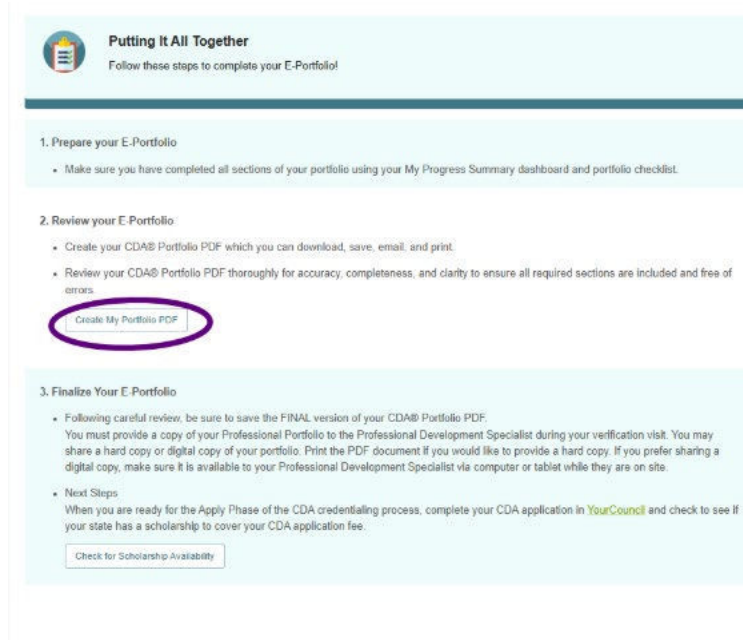 Putting It All Together
Follow these steps to complete your E-Portfolio!
1. Prepare your E-Portfolio
• Make sure you have completed all sections of your portfolio using your My Progress Summary dashboard and portfolio checklist.
2. Review your E-Portfolio
• Create your CDA® Portfolio PDF which you can download, save, email, and print.
• Review your CDA® Portfolio PDF thoroughly for accuracy, completeness, and clarity to ensure all required sections are included and free of
errors.
Create My Portfolio PDF
3. Finalize Your E-Portfolio
• Following careful review, be sure to save the FINAL version of your CDA® Portfolio PDF.
You must provide a copy of your Professional Portfolio to the Professional Development Specialist during your verification visit. You may
share a hard copy or digital copy of your portfolio. Print the PDF document if you would like to provide a hard copy. If you prefer sharing a
digital copy, make sure it is available to your Professional Development Specialist via computer or tablet while they are on site.
• Next Steps
When you are ready for the Apply Phase of the CDA credentialing process, complete your CDA application in YourCouncil and check to see if
your state has a scholarship to cover your CDA application fee.
Check for Scholarship Availability